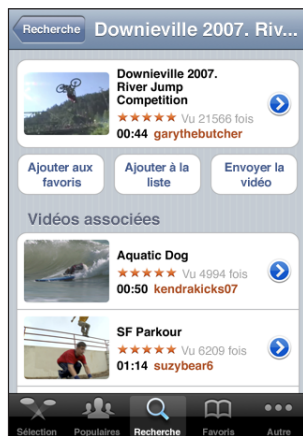 Recherche
Downieville 2007. Riv...
Downieville 2007.
River Jump
Competition
Vu 21566 fois
00:44 garythebutcher
Ajouter aux
favoris
Ajouter à la
liste
Envoyer la
vidéo
Vidéos associées
Aquatic Dog
Vu 4994 fois
00:50 kendrakicks07
SF Parkour
Vu 6209 fois
01:14 suzybear6
Sélection Populaires Recherche Favoris Autre